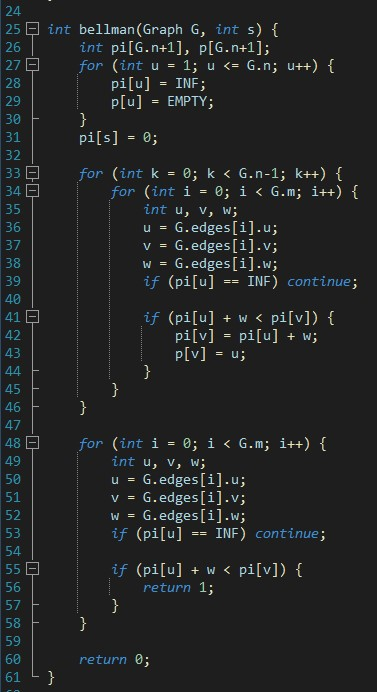 24
25 int bellman(Graph G, int s) {
26     int pi[G.n+1], p[G.n+1];
27     for (int u = 1; u <= G.n; u++) {
28         pi[u] = INF;
29         p[u] = EMPTY;
30     }
31     pi[s] = 0;
32
33     for (int k = 0; k < G.n-1; k++) {
34         for (int i = 0; i < G.m; i++) {
35             int u, v, w;
36             u = G.edges[i].u;
37             v = G.edges[i].v;
38             w = G.edges[i].w;
39             if (pi[u] == INF) continue;
40
41             if (pi[u] + w < pi[v]) {
42                 pi[v] = pi[u] + w;
43                 p[v] = u;
44             }
45         }
46     }
47
48     for (int i = 0; i < G.m; i++) {
49         int u, v, w;
50         u = G.edges[i].u;
51         v = G.edges[i].v;
52         w = G.edges[i].w;
53         if (pi[u] == INF) continue;
54
55         if (pi[u] + w < pi[v]) {
56             return 1;
57         }
58     }
59
60     return 0;
61 }